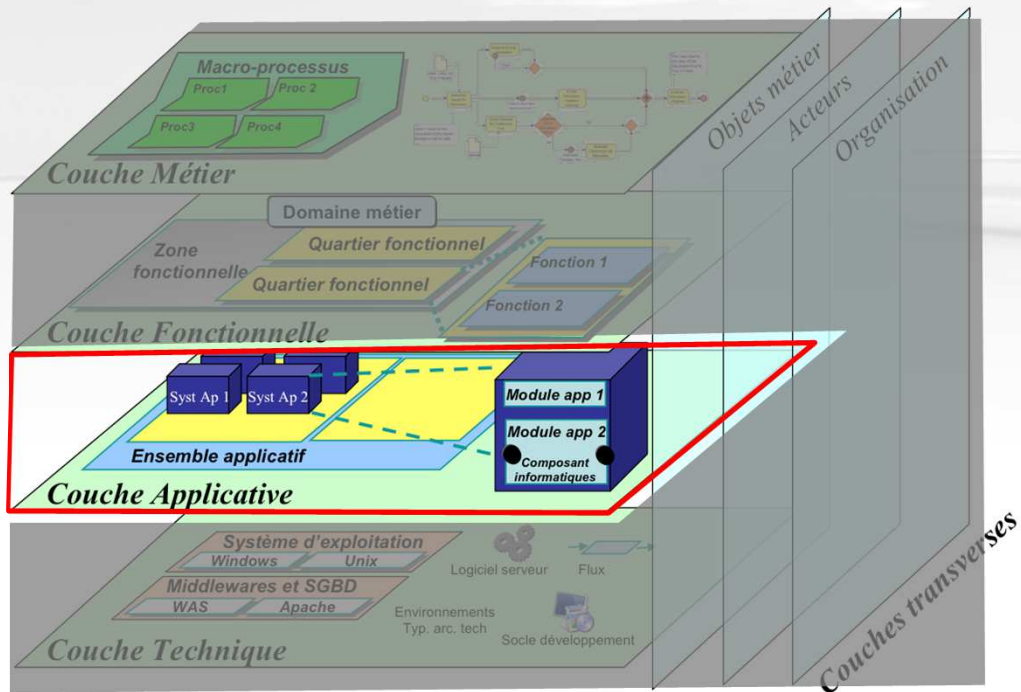 Macro-processus
Proc1
Proc 2
Proc3
Proc4
Couche Métier
Objets métier
Acteurs
Organisation
Domaine métier
Zone
fonctionnelle
Quartier fonctionnel
Quartier fonctionnel
Fonction 1
Fonction 2
Couche Fonctionnelle
Syst Ap 1
Syst Ap 2
Ensemble applicatif
Module app 1
Module app 2
Composant
informatiques
Couche Applicative
Système d'exploitation
Windows
Unix
Middlewares et SGBD
WAS
Apache
Logiciel serveur
Flux
Environnements
Typ. arc. tech
Socle développement
Couche Technique
Couches transverses